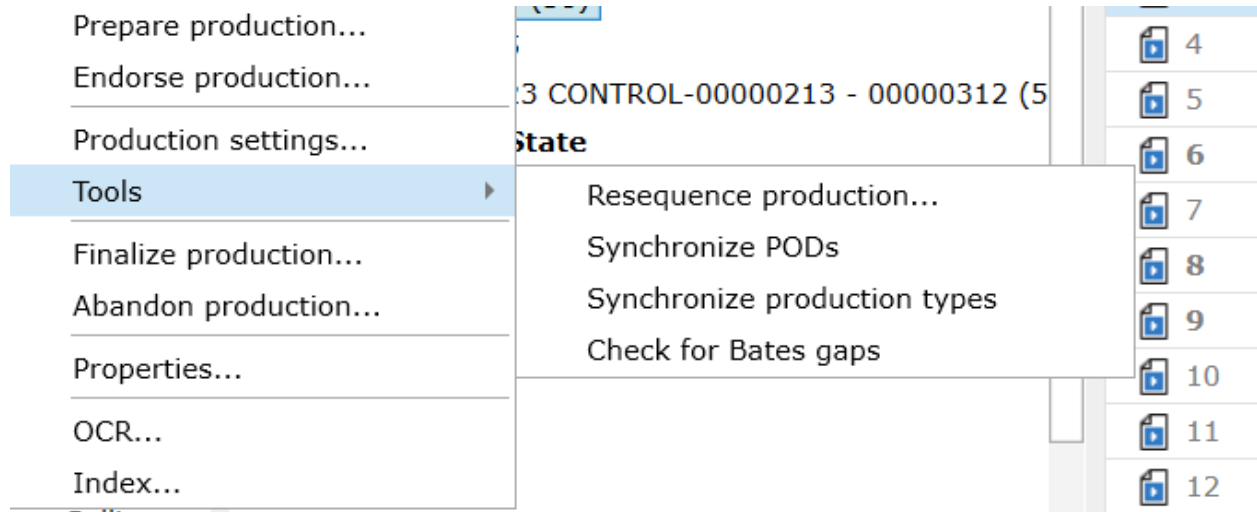 Prepare production...
Endorse production...
Production settings...
Tools
Finalize production...
Abandon production...
Properties...
OCR...
Index...
3 CONTROL-00000213 - 00000312 (5
State
Resequence production...
Synchronize PODs
Synchronize production types
Check for Bates gaps
4
5
6
7
8
9
10
11
12